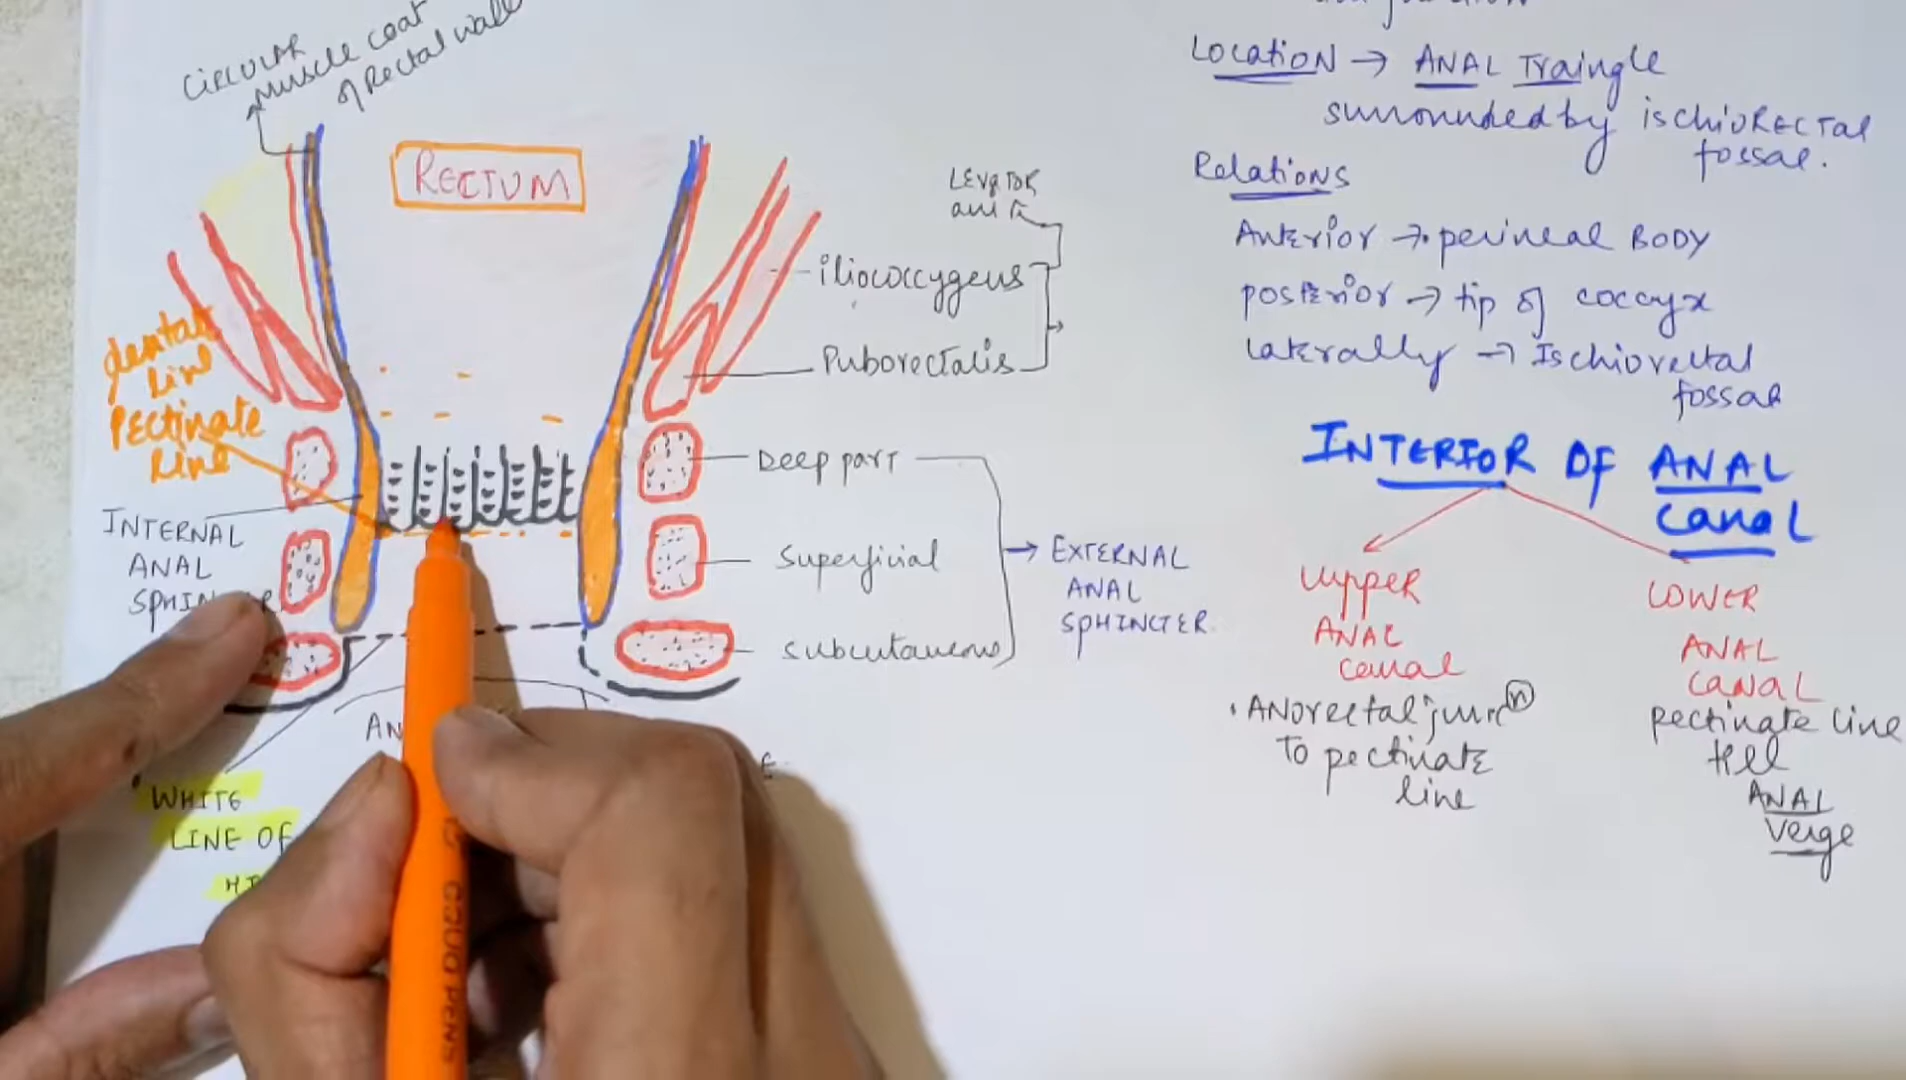 CIRCULAR
Muscle coat
of Rectal wall
RECTUM
dental
Line
Pectinate
Line
INTERNAL
ANAL
WHITE
LINE OF
LEVATOR
ani
iliococcygeus
Puborectalis
Deep part
Superficial
subcutaneous
EXTERNAL
ANAL
SPHINCTER
Location → ANAL Traingle
surrounded by ischioRECTal
fossae.
Relations
Anterior → perineal BODY
posterior → tip of coccyx
laterally → Ischiorectal
fossae
INTERIOR OF ANAL
canal
Upper
ANAL
canal
• ANorectal junc(n)
To pectinate
line
LOWER
ANAL
CANAL
pectinate line
till
ANAL
Verge